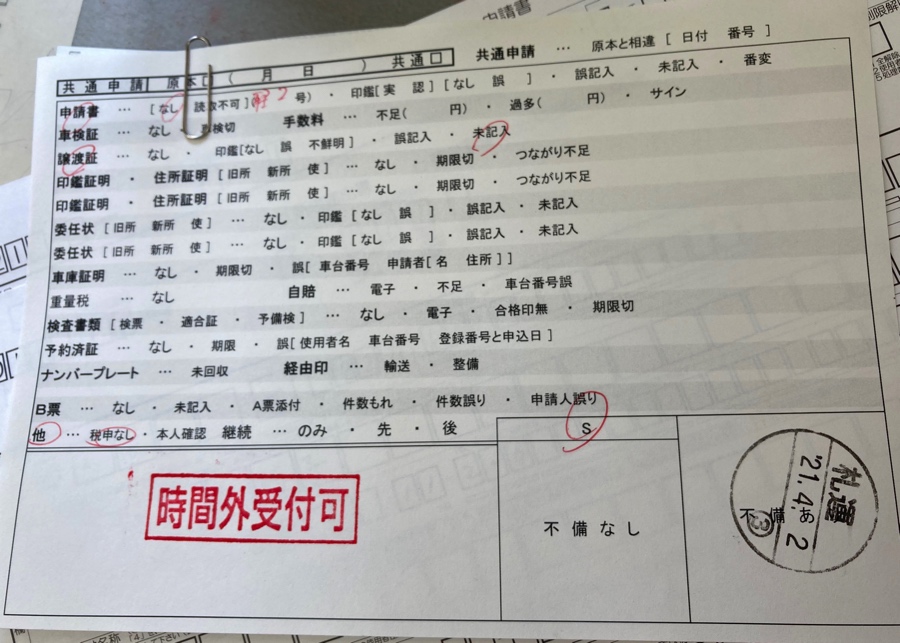 申請書
共通申請 原本□ ( 月 日 ) 共通□ 共通申請 … 原本と相違 [ 日付 番号 ]
申請書 … [ なし 読取不可 ] 号) ・ 印鑑 [ 実 認 ] [ なし 誤 ] ・ 誤記入 ・ 未記入 ・ 番変
車検証 … なし 車検切 手数料 … 不足( 円) ・ 過多( 円) ・ サイン
譲渡証 … なし ・ 印鑑 [ なし 誤 不鮮明 ] ・ 誤記入 ・ 未記入
印鑑証明 ・ 住所証明 [ 旧所 新所 使 ] … なし ・ 期限切 ・ つながり不足
印鑑証明 ・ 住所証明 [ 旧所 新所 使 ] … なし ・ 期限切 ・ つながり不足
委任状 [ 旧所 新所 使 ] … なし ・ 印鑑 [ なし 誤 ] ・ 誤記入 ・ 未記入
委任状 [ 旧所 新所 使 ] … なし ・ 印鑑 [ なし 誤 ] ・ 誤記入 ・ 未記入
車庫証明 … なし ・ 期限切 ・ 誤 [ 車台番号 申請者 [ 名 住所 ] ]
重量税 … なし 自賠 … 電子 ・ 不足 ・ 車台番号誤
検査書類 [ 検票 ・ 適合証 ・ 予備検 ] … なし ・ 電子 ・ 合格印無 ・ 期限切
予約済証 … なし ・ 期限 ・ 誤 [ 使用者名 車台番号 登録番号と申込日 ]
ナンバープレート … 未回収 経由印 … 輸送 ・ 整備
B票 … なし ・ 未記入 ・ A票添付 ・ 件数もれ ・ 件数誤り ・ 申請人誤り
他 … 税申なし ・ 本人確認 継続 … のみ ・ 先 ・ 後 S
時間外受付可
不備なし
不備あ
札運
'21.4.2
③